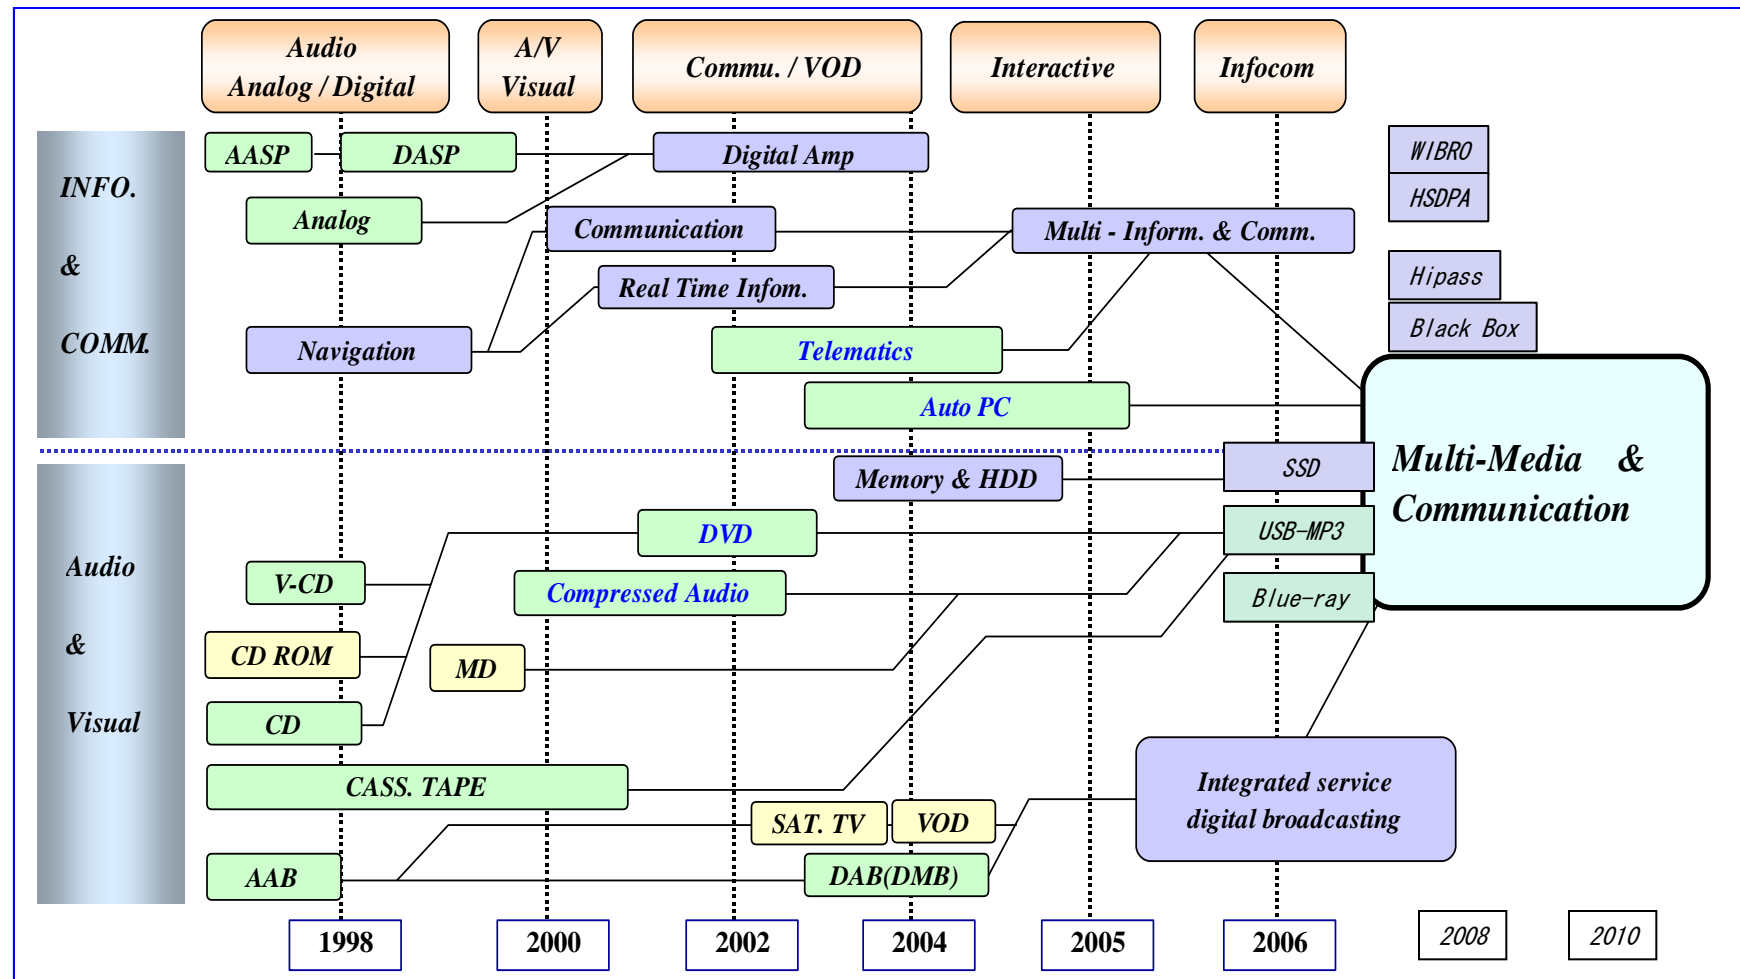 Audio
Analog / Digital
A/V
Visual
Commu. / VOD
Interactive
Infocom
INFO.
&
COMM.
AASP
DASP
Digital Amp
WIBRO
HSDPA
Analog
Communication
Multi - Inform. & Comm.
Real Time Infom.
Hipass
Black Box
Navigation
Telematics
Auto PC
Multi-Media &
Communication
Audio
&
Visual
Memory & HDD
SSD
DVD
USB-MP3
V-CD
Compressed Audio
Blue-ray
CD ROM
MD
CD
CASS. TAPE
Integrated service
digital broadcasting
SAT. TV
VOD
AAB
DAB(DMB)
1998
2000
2002
2004
2005
2006
2008
2010